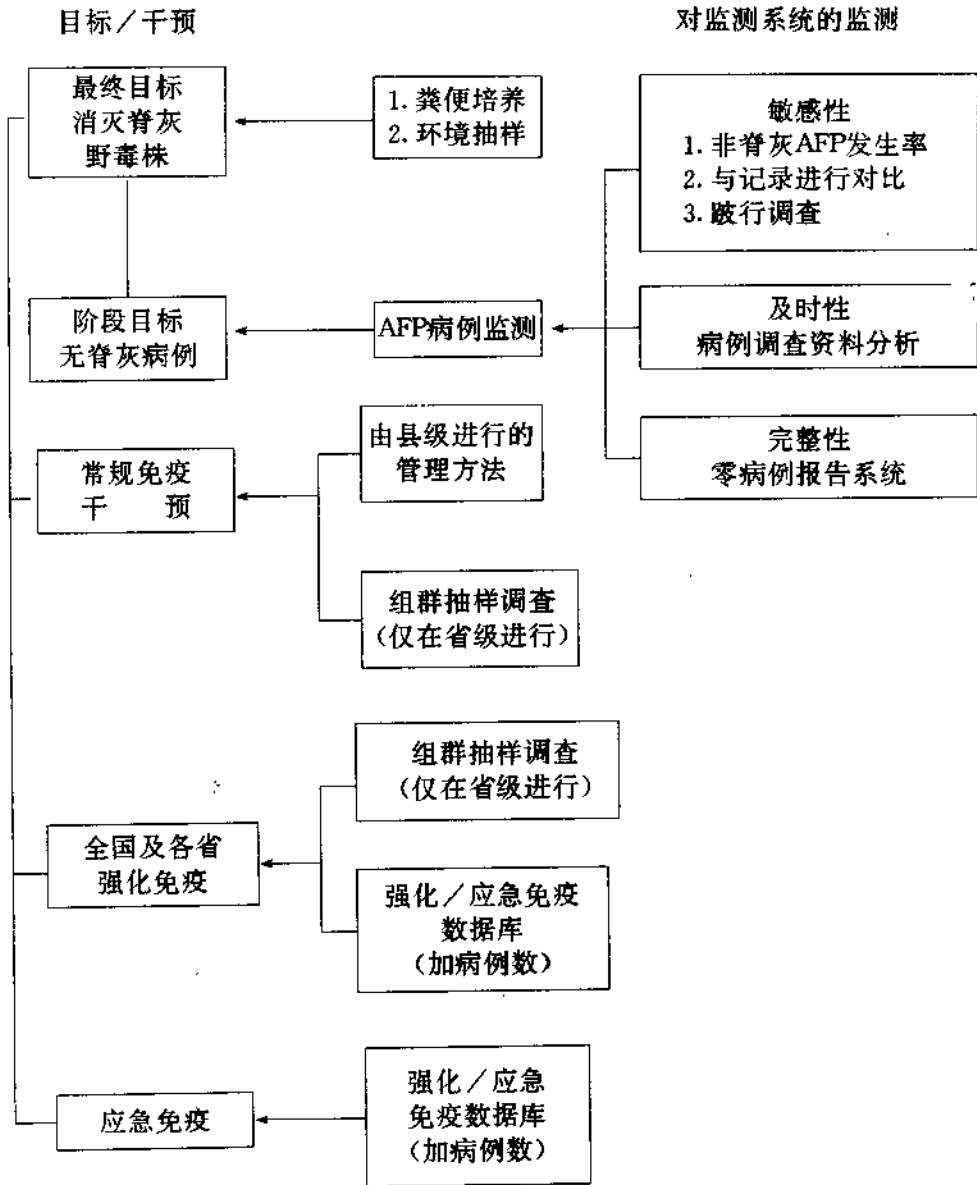 目标／干预
对监测系统的监测
最终目标
消灭脊灰
野毒株
1. 粪便培养
2. 环境抽样
敏感性
1. 非脊灰AFP发生率
2. 与记录进行对比
3. 跛行调查
阶段目标
无脊灰病例
AFP病例监测
及时性
病例调查资料分析
由县级进行的
管理方法
完整性
零病例报告系统
常规免疫
干　预
组群抽样调查
（仅在省级进行）
组群抽样调查
（仅在省级进行）
全国及各省
强化免疫
强化／应急免疫
数据库
（加病例数）
应急免疫
强化／应急
免疫数据库
（加病例数）